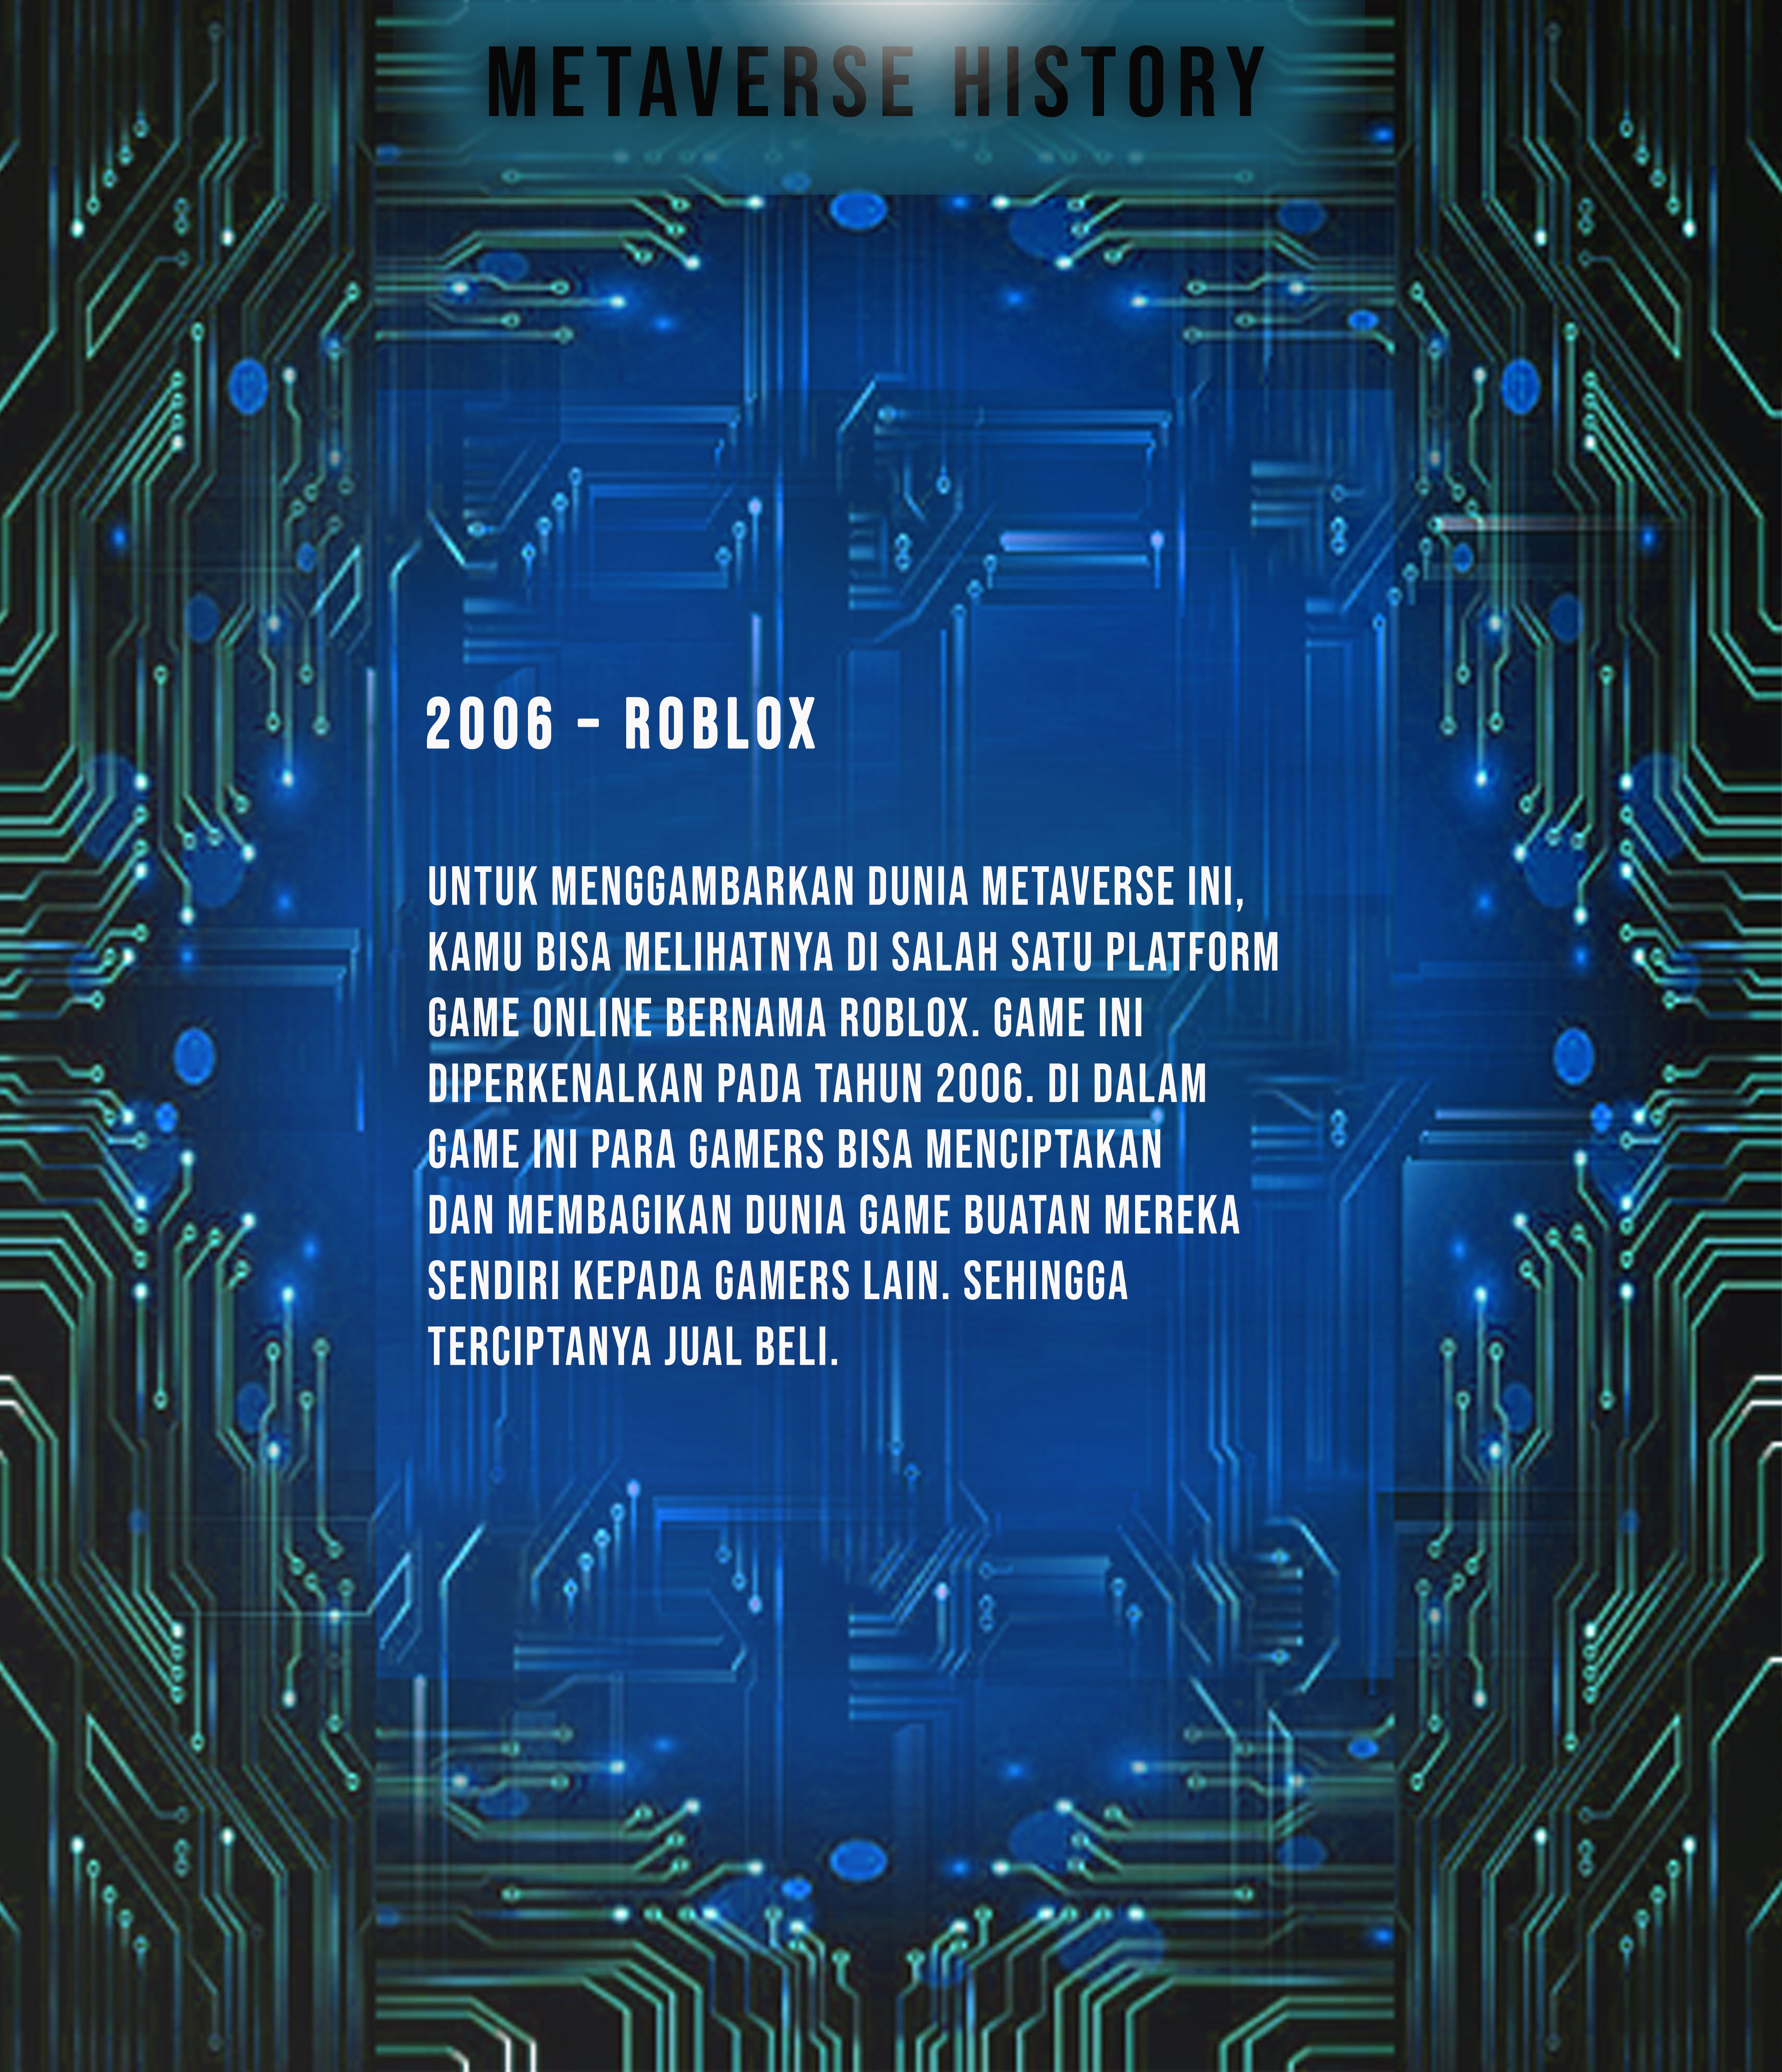 METAVERSE HISTORY
2006 - ROBLOX
UNTUK MENGGAMBARKAN DUNIA METAVERSE INI,
KAMU BISA MELIHATNYA DI SALAH SATU PLATFORM
GAME ONLINE BERNAMA ROBLOX. GAME INI
DIPERKENALKAN PADA TAHUN 2006. DI DALAM
GAME INI PARA GAMERS BISA MENCIPTAKAN
DAN MEMBAGIKAN DUNIA GAME BUATAN MEREKA
SENDIRI KEPADA GAMERS LAIN. SEHINGGA
TERCIPTANYA JUAL BELI.